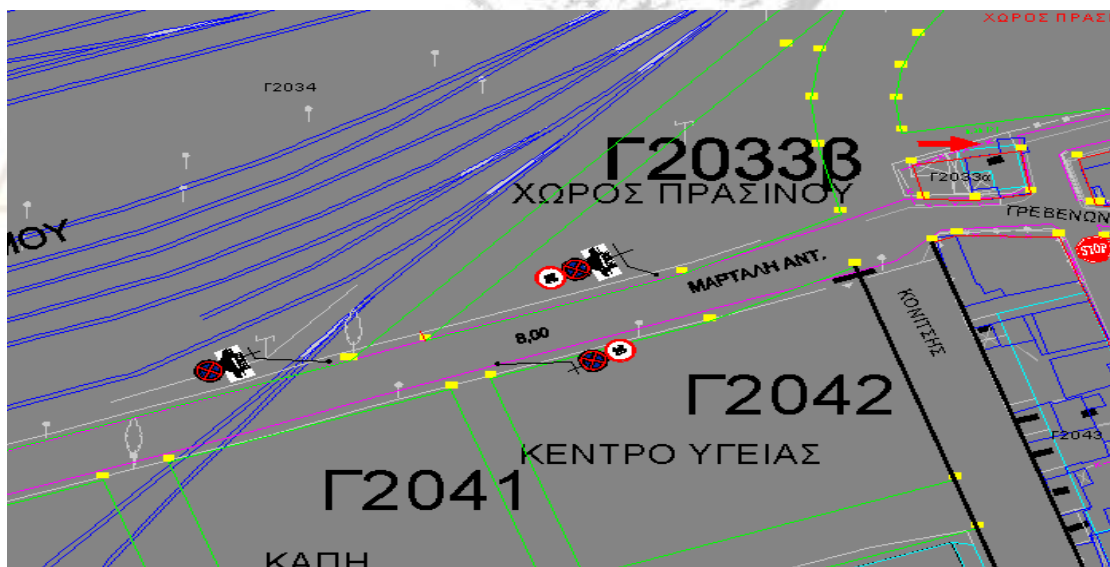 ΧΩΡΟΣ ΠΡΑΣ
Γ2034
Γ2033β
ΧΩΡΟΣ ΠΡΑΣΙΝΟΥ
Γ2033α
ΓΡΕΒΕΝΩΝ
ΜΟΥ
STOP
ΜΑΡΤΑΛΗ ΑΝΤ.
ΚΟΝΙΤΣΗΣ
8,00
Γ2042
Γ2043
ΚΕΝΤΡΟ ΥΓΕΙΑΣ
Γ2041
ΚΑΠΗ